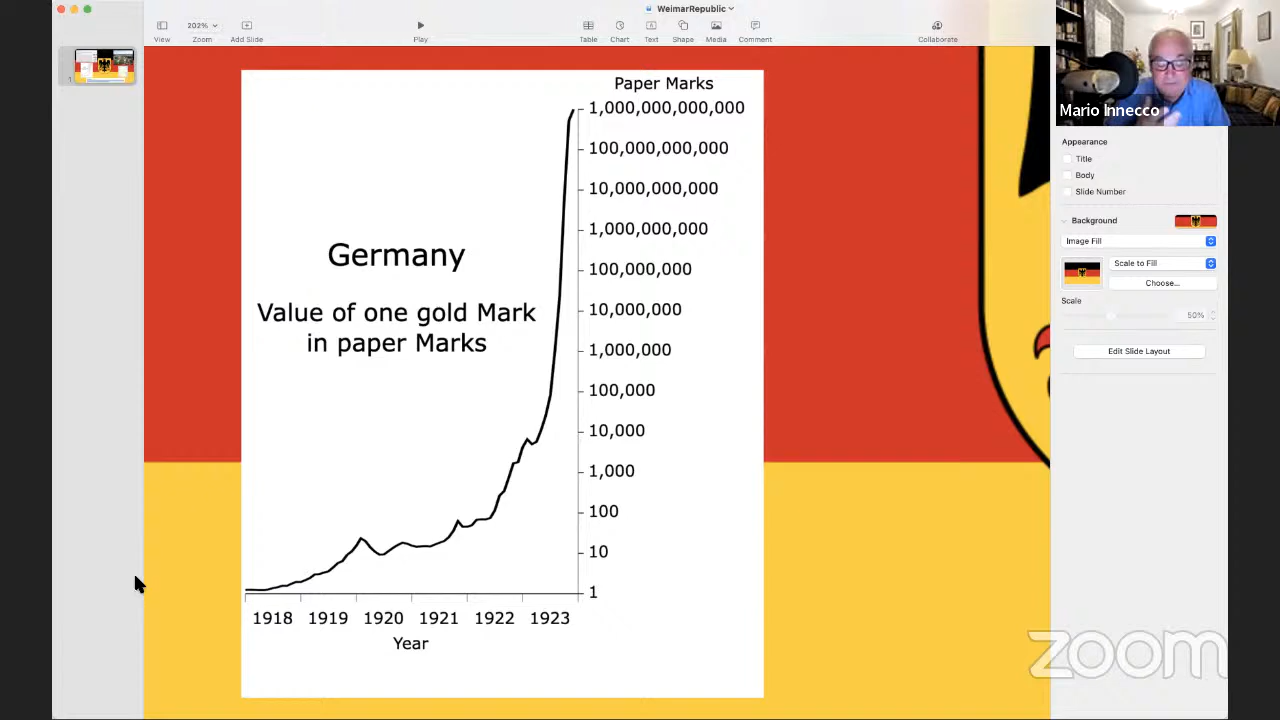 WeimarRepublic
202%
View
Zoom
Add Slide
Play
Table
Chart
Text
Shape
Media
Comment
Collaborate
1
Mario Innecco
Paper Marks
1,000,000,000,000
100,000,000,000
10,000,000,000
1,000,000,000
100,000,000
10,000,000
1,000,000
100,000
10,000
1,000
100
10
1
Germany
Value of one gold Mark
in paper Marks
1918 1919 1920 1921 1922 1923
Year
Appearance
Title
Body
Slide Number
Background
Image Fill
Scale to Fill
Choose...
Scale
50%
Edit Slide Layout
zoom